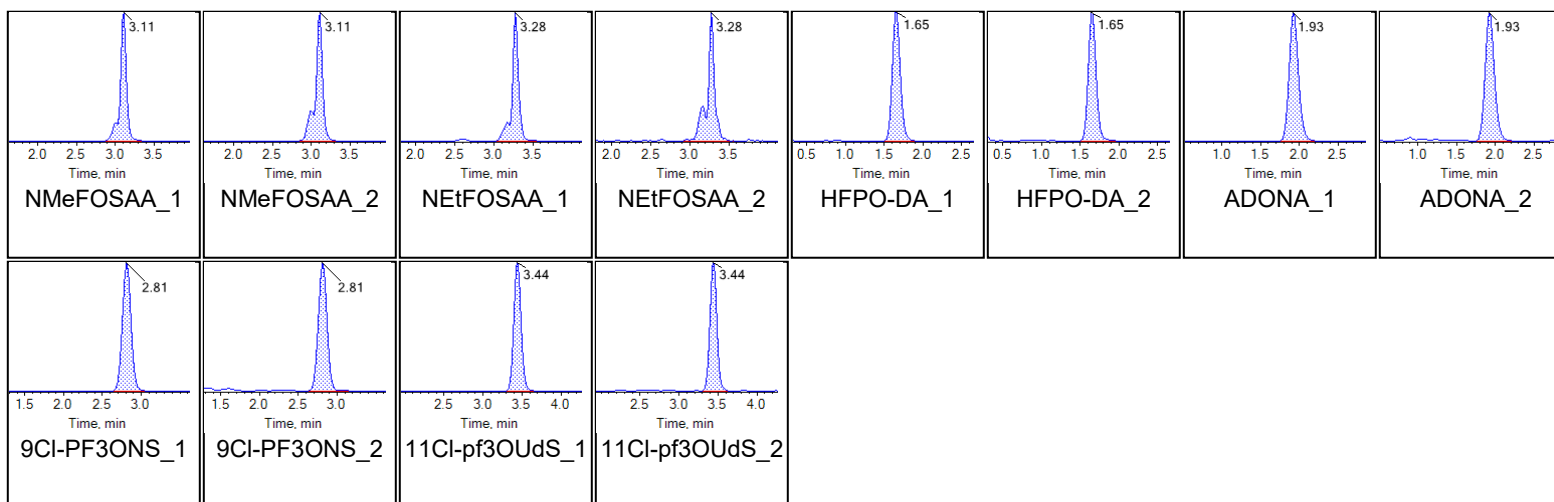 3.11 3.11 3.28 3.28 1.65 1.65 1.93 1.93
2.0 2.5 3.0 3.5 2.0 2.5 3.0 3.5 2.0 2.5 3.0 3.5 2.0 2.5 3.0 3.5 0.5 1.0 1.5 2.0 2.5 0.5 1.0 1.5 2.0 2.5 1.0 1.5 2.0 2.5 1.0 1.5 2.0 2.5
Time, min Time, min Time, min Time, min Time, min Time, min Time, min Time, min
NMeFOSAA_1 NMeFOSAA_2 NEtFOSAA_1 NEtFOSAA_2 HFPO-DA_1 HFPO-DA_2 ADONA_1 ADONA_2
2.81 2.81 3.44 3.44
1.5 2.0 2.5 3.0 1.5 2.0 2.5 3.0 2.5 3.0 3.5 4.0 2.5 3.0 3.5 4.0
Time, min Time, min Time, min Time, min
9Cl-PF3ONS_1 9Cl-PF3ONS_2 11Cl-pf3OUdS_1 11Cl-pf3OUdS_2